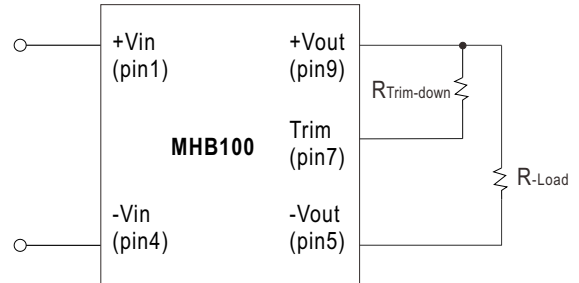 +Vin
(pin1)
+Vout
(pin9)
RTrim-down
Trim
(pin7)
MHB100
R-Load
-Vin
(pin4)
-Vout
(pin5)